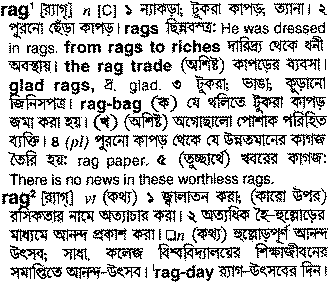 rag¹ [র‍্যাগ্] n [C] ১ ন্যাকড়া; টুকরা কাপড়; ত্যানা। ২
পুরনো ছেঁড়া কাপড়। rags ছিন্নবস্ত্র: He was dressed
in rags. from rags to riches দারিদ্র্য থেকে ধনী
অবস্থায়। the rag trade (অশিষ্ট) কাপড়ের ব্যবসা।
glad rags, দ্র. glad. ৩ টুকরা; ভাঙা; কুড়ানো
জিনিসপত্র। rag-bag (ক) যে থলিতে টুকরা কাপড়
জমা করা হয়। (খ) (অশিষ্ট) অগোছালো পোশাক পরিহিত
ব্যক্তি। ৪ (pl) পুরনো কাপড় থেকে যে উন্নতমানের কাগজ
তৈরি হয়: rag paper. ৫ (তুচ্ছার্থে) খবরের কাগজ:
There is no news in these worthless rags.
rag² [র‍্যাগ্] vt (কথ্য) ১ জ্বালাতন করা; (কারো উপর)
রসিকতার নামে অত্যাচার করা। ২ অত্যধিক হৈ-হুল্লোড়ের
মাধ্যমে আনন্দ প্রকাশ করা। □n (কথ্য) হুল্লোড়পূর্ণ আনন্দ
উৎসব; সাধা, কলেজ বিশ্ববিদ্যালয়ের শিক্ষাজীবনের
সমাপ্তিতে আনন্দ-উৎসব। 'rag-day র‍্যাগ-উৎসবের দিন।